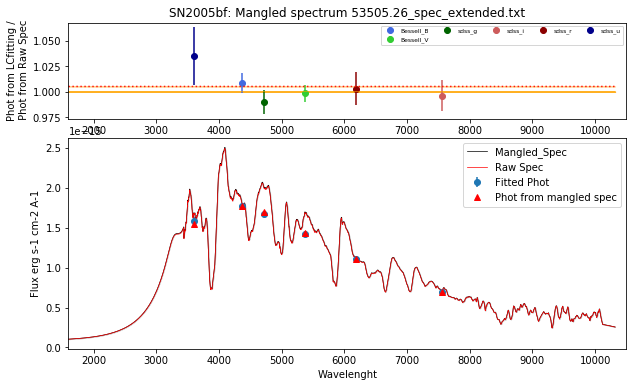 SN2005bf: Mangled spectrum 53505.26_spec_extended.txt
Phot from LCfitting /
Phot from Raw Spec
1.050
1.025
1.000
0.975
Bessell_B
Bessell_V
sdss_g
sdss_i
sdss_r
sdss_u
2000 3000 4000 5000 6000 7000 8000 9000 10000
1e−15
Flux erg s-1 cm-2 A-1
2.5
2.0
1.5
1.0
0.5
0.0
Mangled_Spec
Raw Spec
Fitted Phot
Phot from mangled spec
2000 3000 4000 5000 6000 7000 8000 9000 10000
Wavelenght